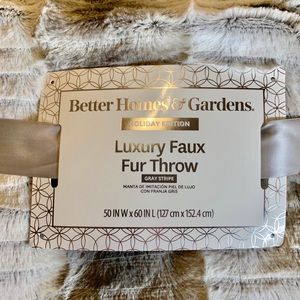 Better Homes & Gardens.
HOLIDAY EDITION
Luxury Faux
Fur Throw
GRAY STRIPE
MANTA DE IMITACIÓN PIEL DE LUJO
CON FRANJA GRIS
50 IN W x 60 IN L (127 cm x 152.4 cm)